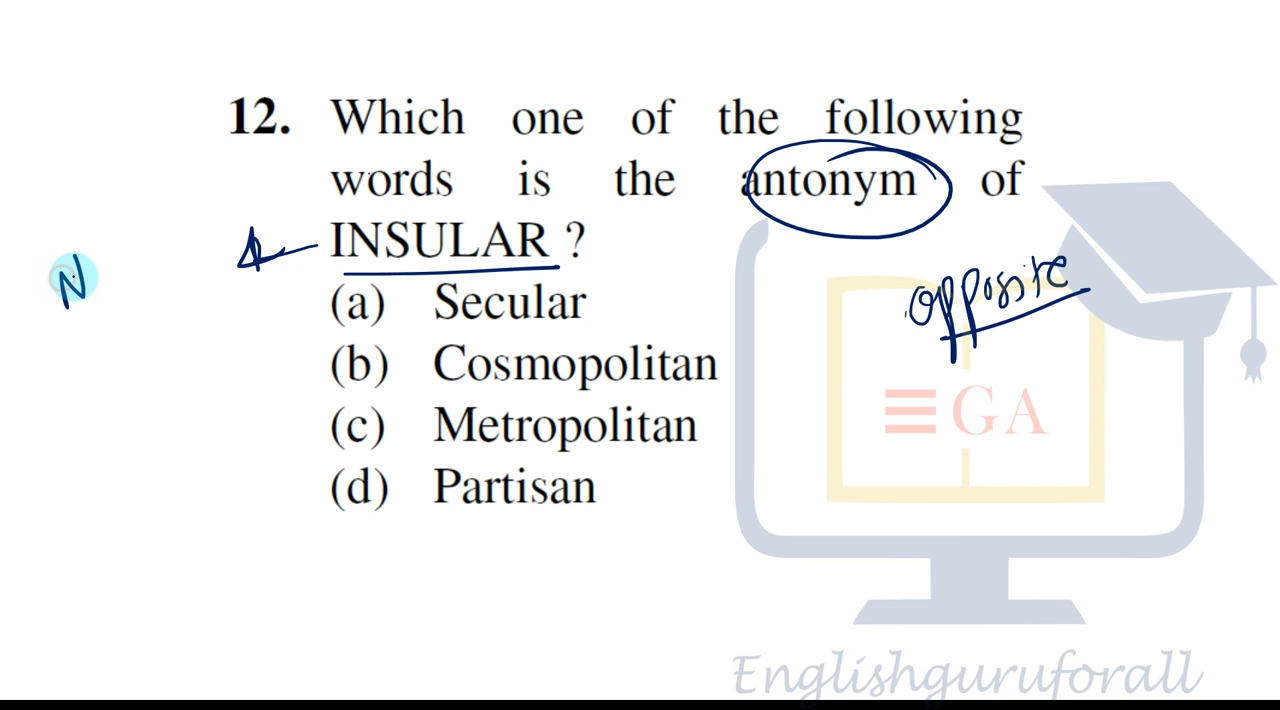 12. Which one of the following
words is the antonym of
INSULAR ?
N
opposite
(a) Secular
(b) Cosmopolitan
(c) Metropolitan
(d) Partisan
GA
Englishguruforall